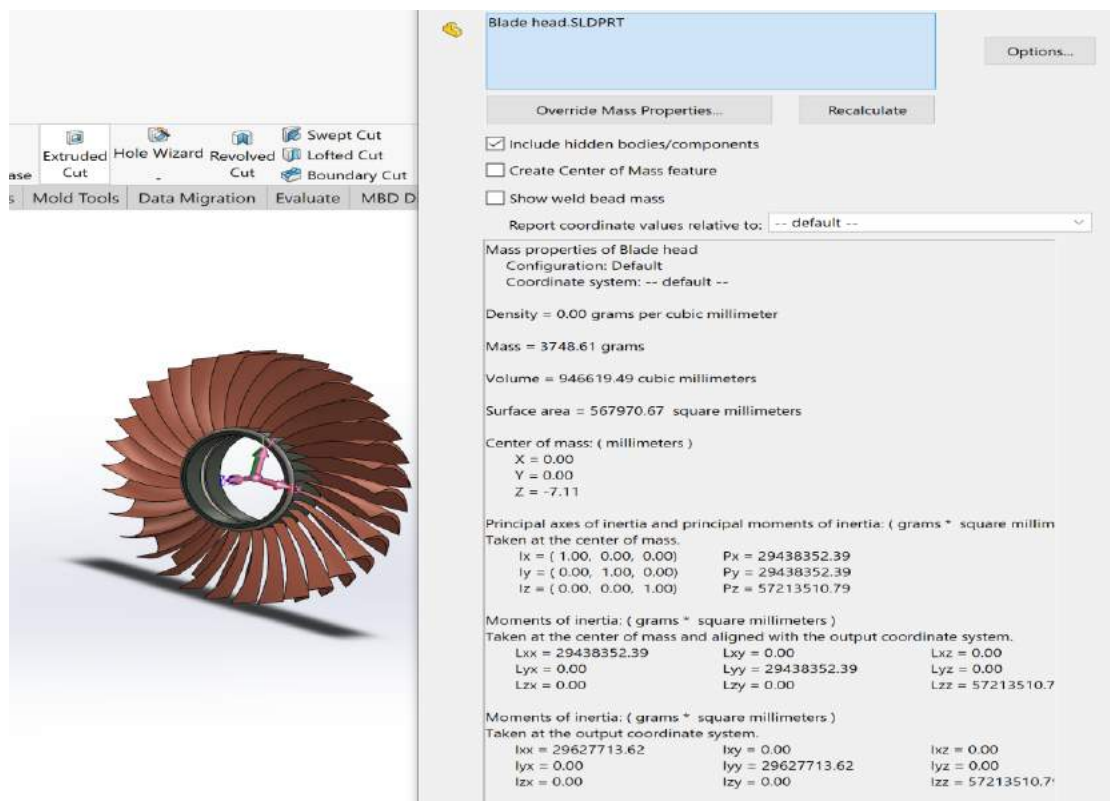 Blade head.SLDPRT
Options...
Override Mass Properties... Recalculate
Include hidden bodies/components
Create Center of Mass feature
Show weld bead mass
Report coordinate values relative to: -- default --
Swept Cut
Extruded Cut Hole Wizard Revolved Cut Lofted Cut
Boundary Cut
Mold Tools Data Migration Evaluate MBD D
Mass properties of Blade head
Configuration: Default
Coordinate system: -- default --
Density = 0.00 grams per cubic millimeter
Mass = 3748.61 grams
Volume = 946619.49 cubic millimeters
Surface area = 567970.67 square millimeters
Center of mass: ( millimeters )
X = 0.00
Y = 0.00
Z = -7.11
Principal axes of inertia and principal moments of inertia: ( grams * square millim
Taken at the center of mass.
Ix = ( 1.00, 0.00, 0.00) Px = 29438352.39
Iy = ( 0.00, 1.00, 0.00) Py = 29438352.39
Iz = ( 0.00, 0.00, 1.00) Pz = 57213510.79
Moments of inertia: ( grams * square millimeters )
Taken at the center of mass and aligned with the output coordinate system.
Lxx = 29438352.39 Lxy = 0.00 Lxz = 0.00
Lyx = 0.00 Lyy = 29438352.39 Lyz = 0.00
Lzx = 0.00 Lzy = 0.00 Lzz = 57213510.7
Moments of inertia: ( grams * square millimeters )
Taken at the output coordinate system.
Ixx = 29627713.62 Ixy = 0.00 Ixz = 0.00
Iyx = 0.00 Iyy = 29627713.62 Iyz = 0.00
Izx = 0.00 Izy = 0.00 Izz = 57213510.7